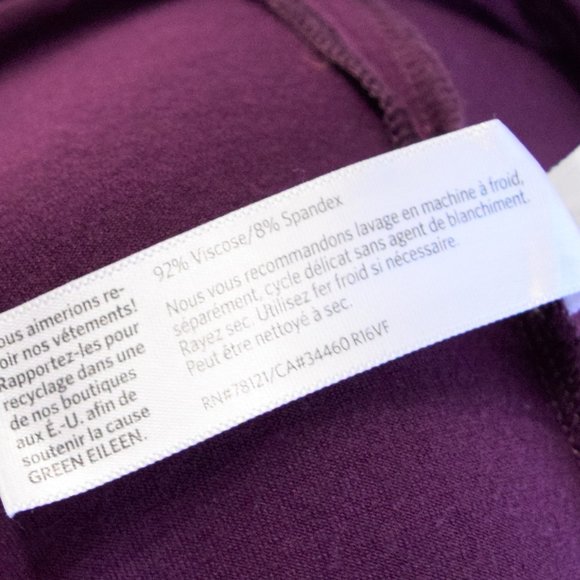 ous aimerions re-
oir nos vêtements!
Rapportez-les pour
recyclage dans une
de nos boutiques
aux É.-U. afin de
soutenir la cause
GREEN EILEEN.
92% Viscose/8% Spandex
Nous vous recommandons lavage en machine à froid,
séparément, cycle délicat sans agent de blanchiment.
Rayez sec. Utilisez fer froid si nécessaire.
Peut être nettoyé à sec.
RN#78121/CA#34460 R16VF